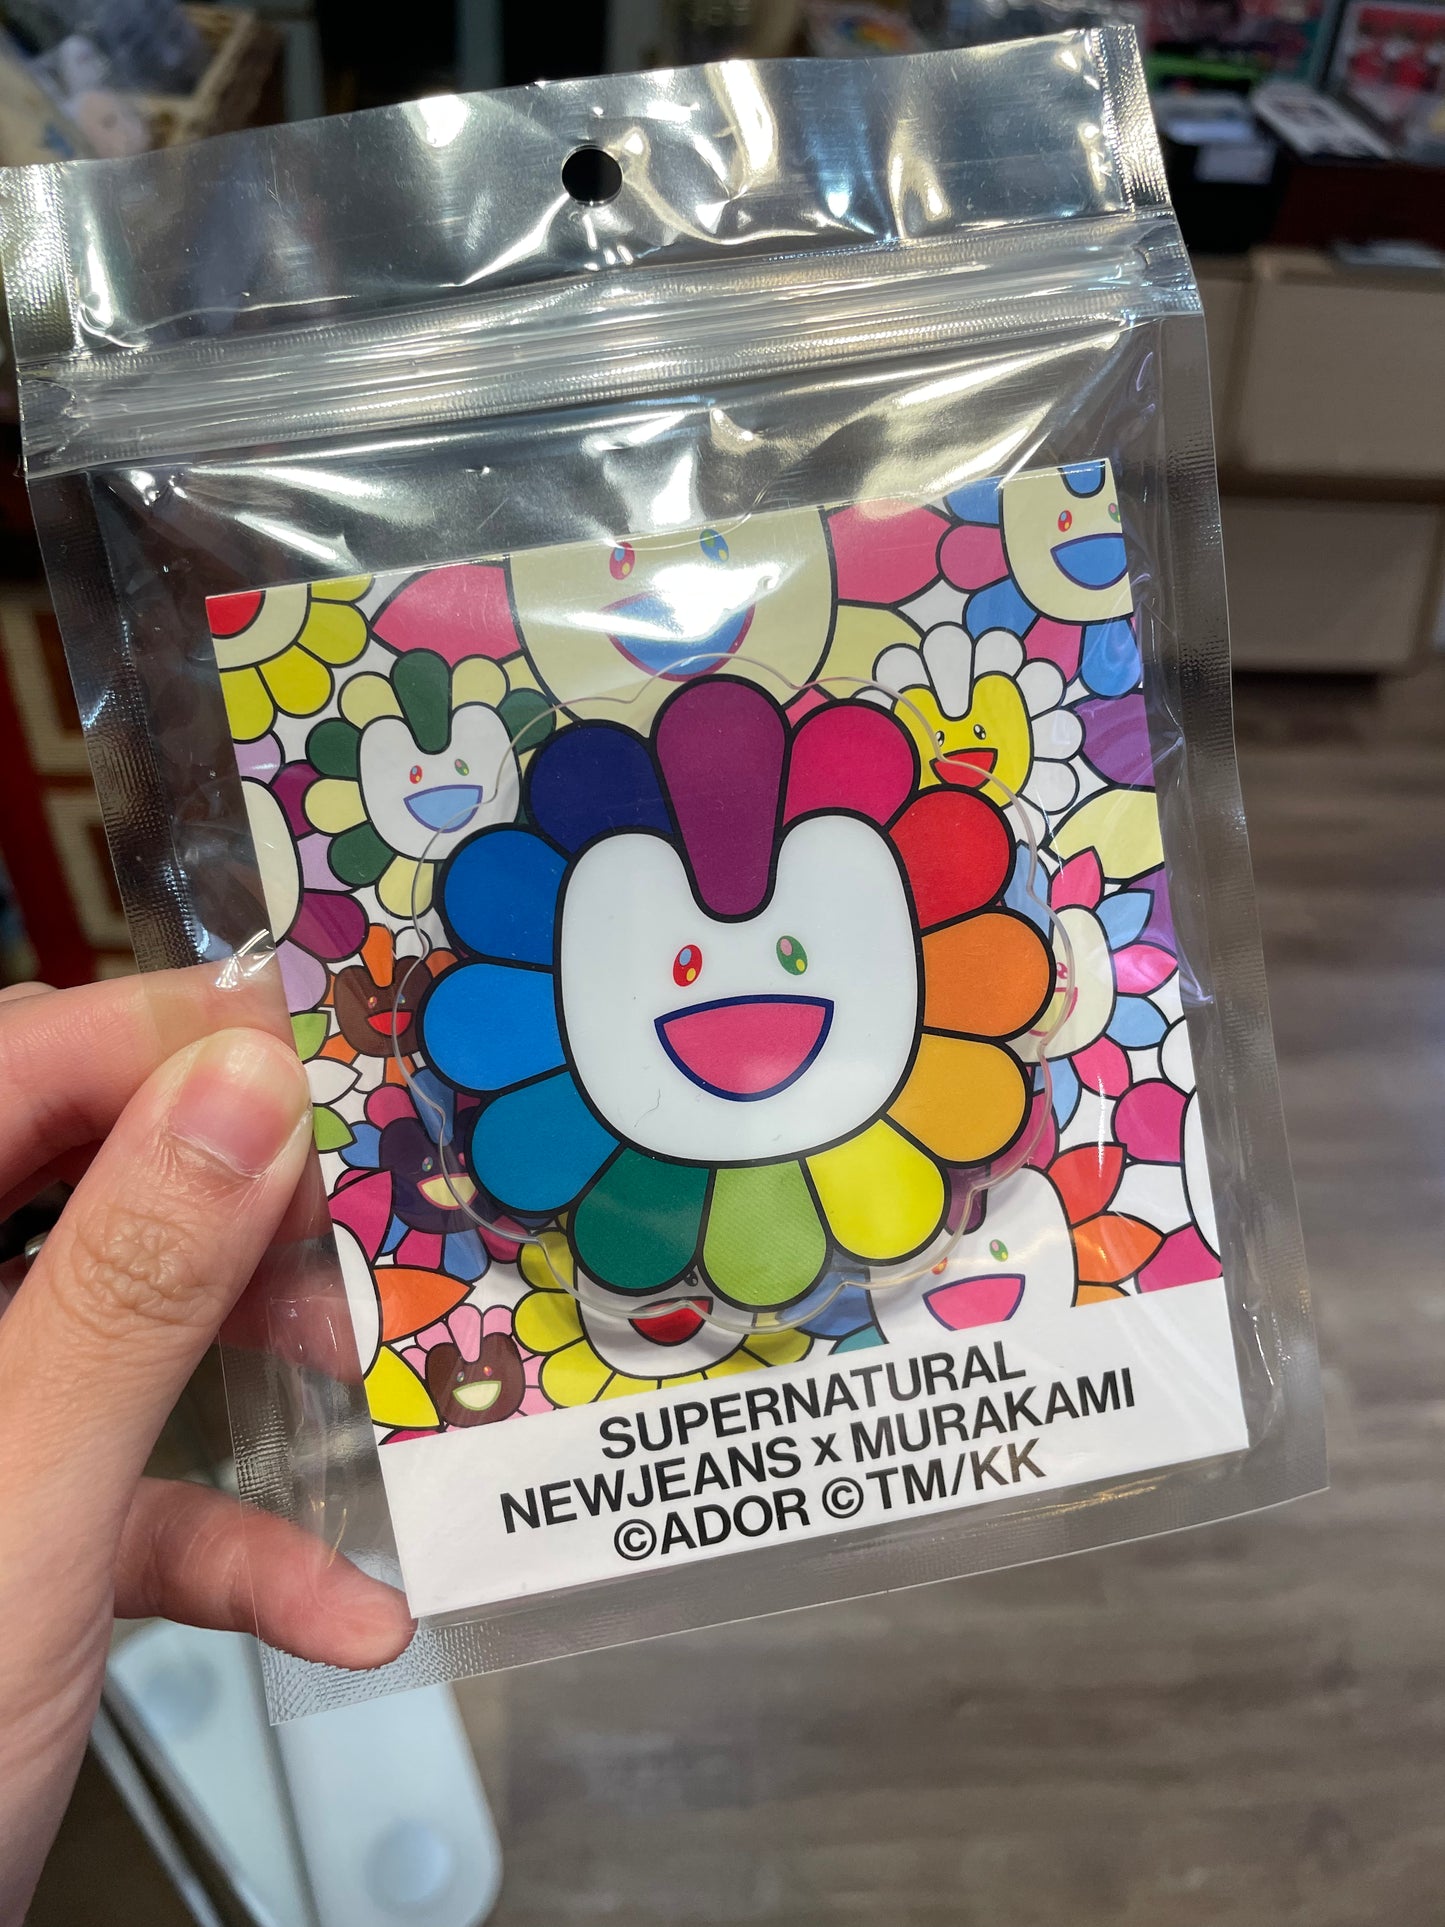 SUPERNATURAL
NEWJEANS x MURAKAMI
©ADOR ©TM/KK